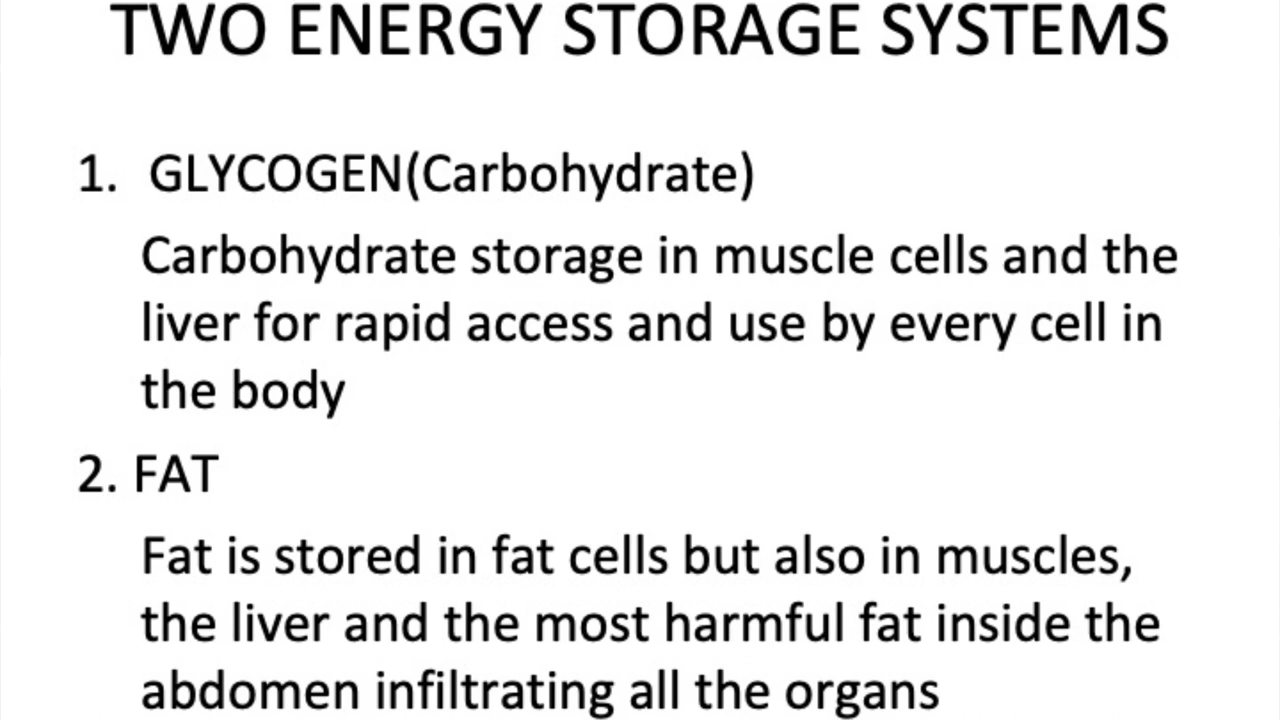 TWO ENERGY STORAGE SYSTEMS
1. GLYCOGEN(Carbohydrate)
Carbohydrate storage in muscle cells and the
liver for rapid access and use by every cell in
the body
2. FAT
Fat is stored in fat cells but also in muscles,
the liver and the most harmful fat inside the
abdomen infiltrating all the organs